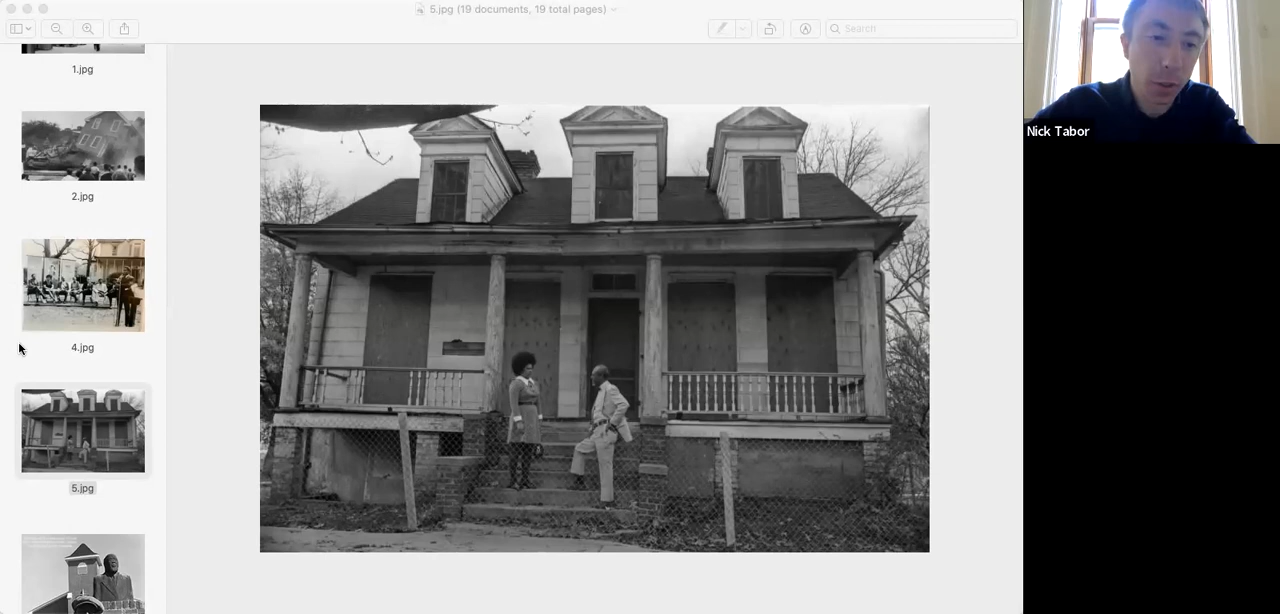 5.jpg (19 documents, 19 total pages)
Search
1.jpg
2.jpg
4.jpg
5.jpg
Nick Tabor